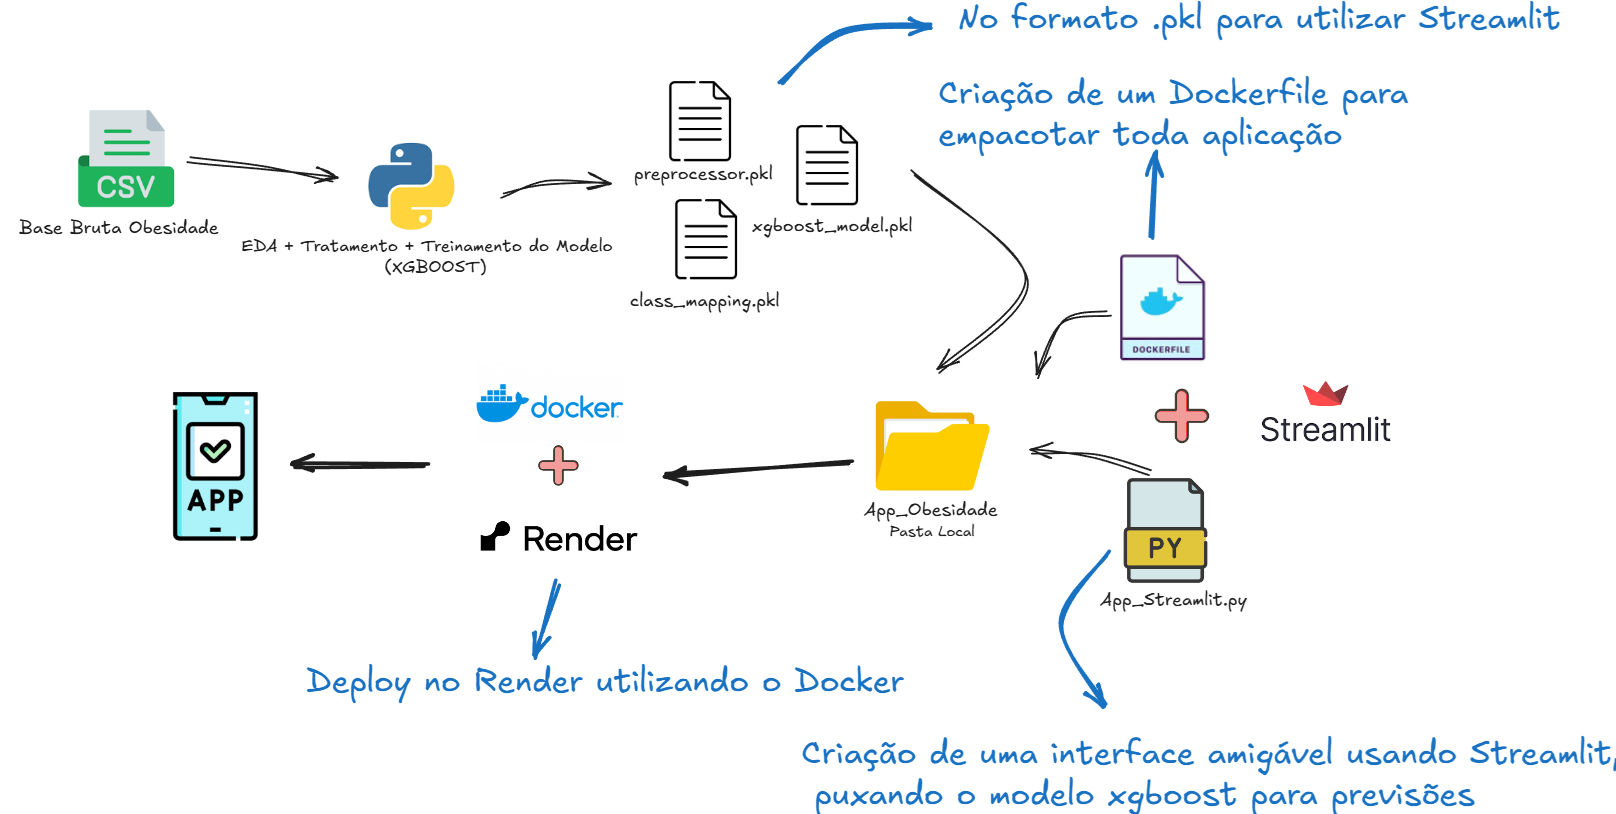 No formato .pkl para utilizar Streamlit
Criação de um Dockerfile para
empacotar toda aplicação
CSV
Base Bruta Obesidade
EDA + Tratamento + Treinamento do Modelo
(XGBOOST)
preprocessor.pkl
xgboost_model.pkl
class_mapping.pkl
DOCKERFILE
Streamlit
docker
Render
APP
App_Obesidade
Pasta Local
PY
App_Streamlit.py
Deploy no Render utilizando o Docker
Criação de uma interface amigável usando Streamlit,
puxando o modelo xgboost para previsões